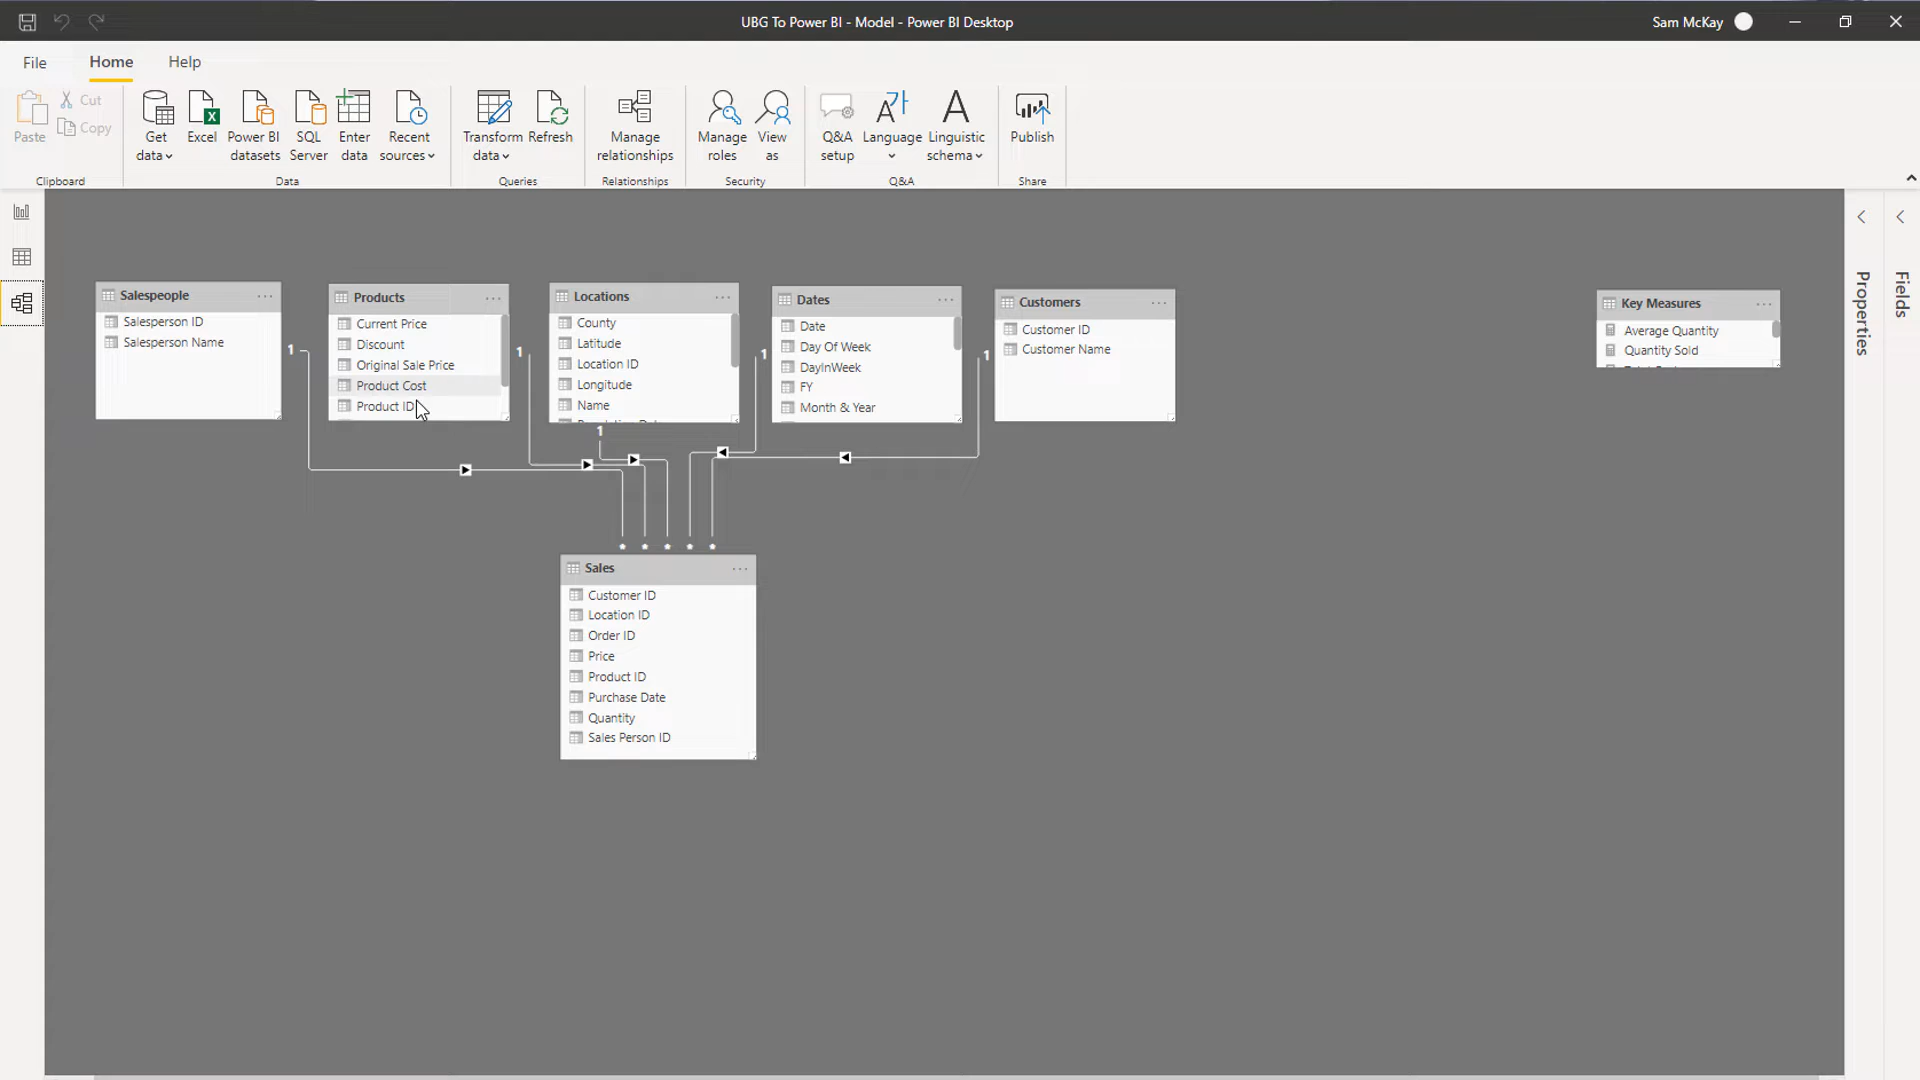 UBG To Power BI - Model - Power BI Desktop
Sam McKay
File
Home
Help
Paste
Cut
Copy
Clipboard
Get data
Excel
Power BI datasets
SQL Server
Enter data
Recent sources
Data
Transform data
Refresh
Queries
Manage relationships
Relationships
Manage roles
View as
Security
Q&A setup
Language
Linguistic schema
Q&A
Publish
Share
Properties
Fields
Salespeople
Salesperson ID
Salesperson Name
1
Products
Current Price
Discount
Original Sale Price
Product Cost
Product ID
1
Locations
County
Latitude
Location ID
Longitude
Name
1
Dates
Date
Day Of Week
DayInWeek
FY
Month & Year
1
Customers
Customer ID
Customer Name
1
Key Measures
Average Quantity
Quantity Sold
Sales
Customer ID
Location ID
Order ID
Price
Product ID
Purchase Date
Quantity
Sales Person ID